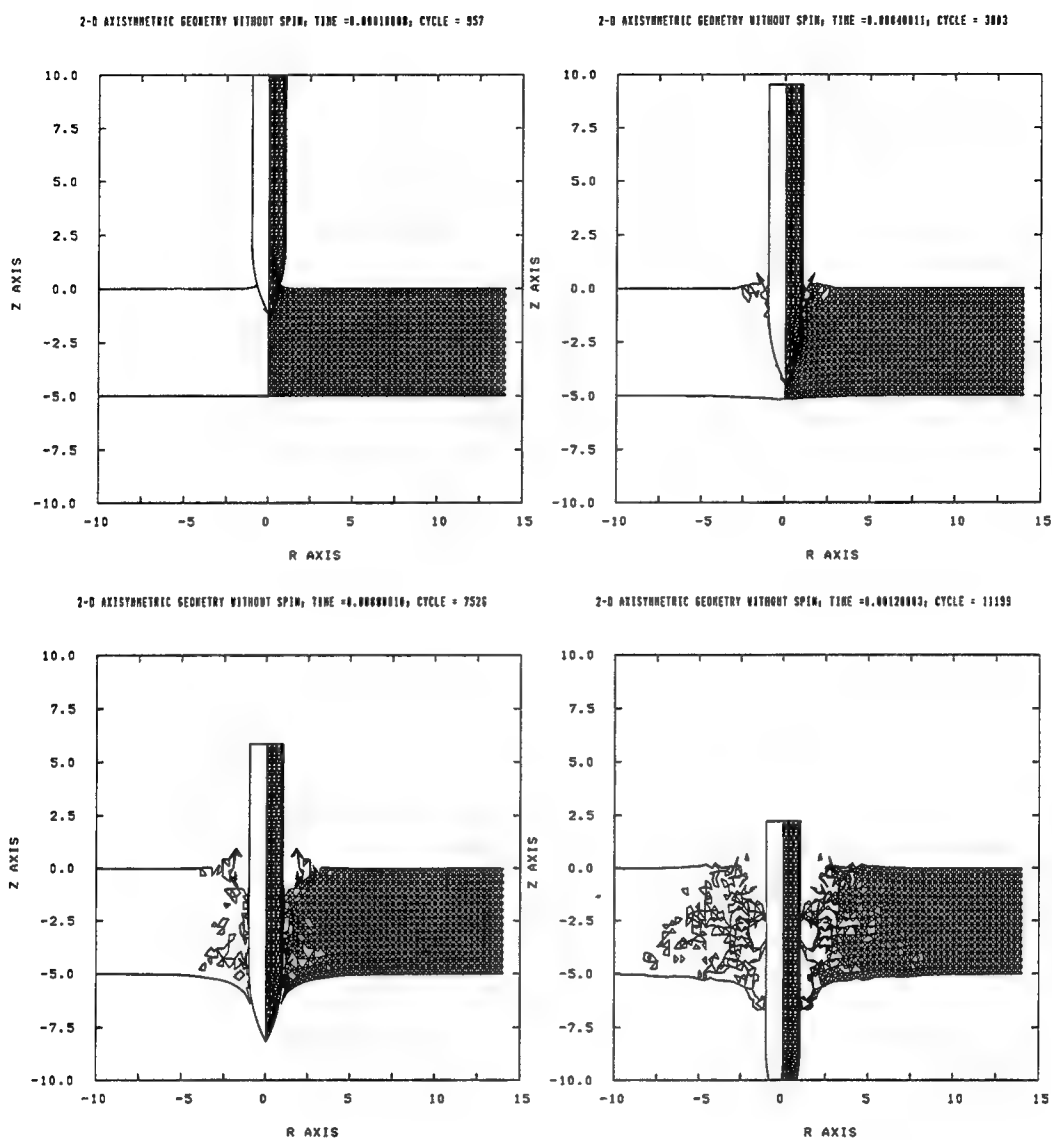 2-D AXISYMMETRIC GEOMETRY WITHOUT SPIN, TIME CYCLE = 957
10.0
7.5
5.0
2.5
0.0
-2.5
-5.0
-7.5
-10.0
Z AXIS
-10 -5 0 5 10 15
R AXIS
2-D AXISYMMETRIC GEOMETRY WITHOUT SPIN, TIME =0.00040011; CYCLE =
10.0
7.5
5.0
2.5
0.0
-2.5
-5.0
-7.5
-10.0
Z AXIS
-10 -5 0 5 10 15
R AXIS
2-D AXISYMMETRIC GEOMETRY WITHOUT SPIN, TIME CYCLE = 7526
10.0
7.5
5.0
2.5
0.0
-2.5
-5.0
-7.5
-10.0
Z AXIS
-10 -5 0 5 10 15
R AXIS
2-D AXISYMMETRIC GEOMETRY WITHOUT SPIN, TIME =0.00120003; CYCLE = 11199
10.0
7.5
5.0
2.5
0.0
-2.5
-5.0
-7.5
-10.0
Z AXIS
-10 -5 0 5 10 15
R AXIS